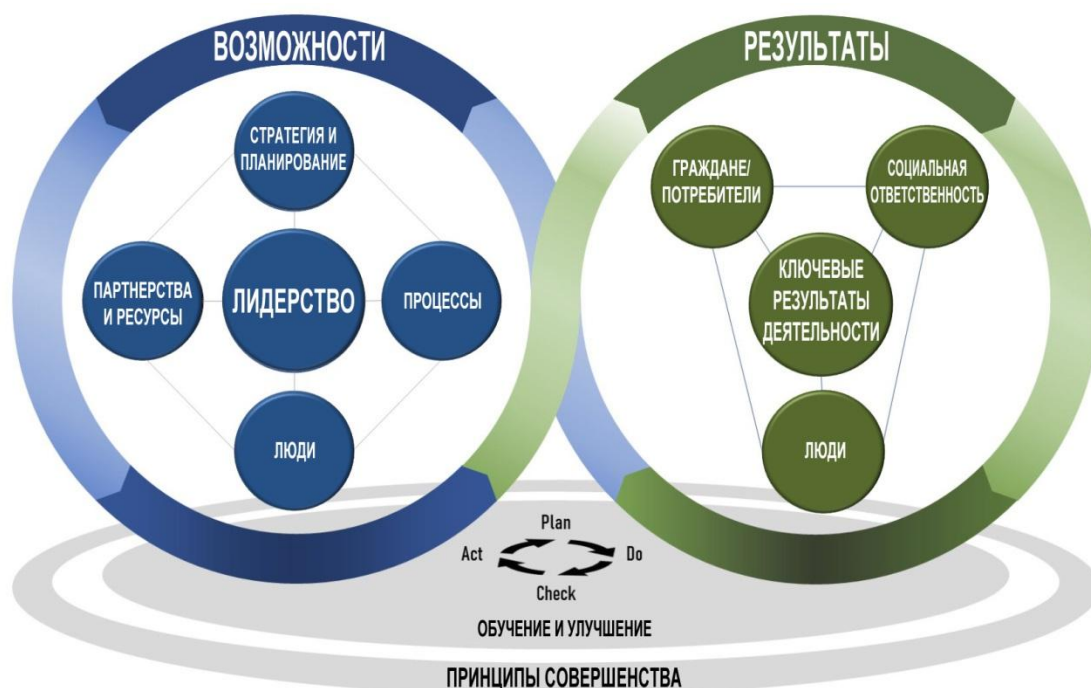 ВОЗМОЖНОСТИ
СТРАТЕГИЯ И
ПЛАНИРОВАНИЕ
ПАРТНЕРСТВА
И РЕСУРСЫ
ЛИДЕРСТВО
ПРОЦЕССЫ
ЛЮДИ
РЕЗУЛЬТАТЫ
ГРАЖДАНЕ/
ПОТРЕБИТЕЛИ
СОЦИАЛЬНАЯ
ОТВЕТСТВЕННОСТЬ
КЛЮЧЕВЫЕ
РЕЗУЛЬТАТЫ
ДЕЯТЕЛЬНОСТИ
ЛЮДИ
Plan
Act
Do
Check
ОБУЧЕНИЕ И УЛУЧШЕНИЕ
ПРИНЦИПЫ СОВЕРШЕНСТВА